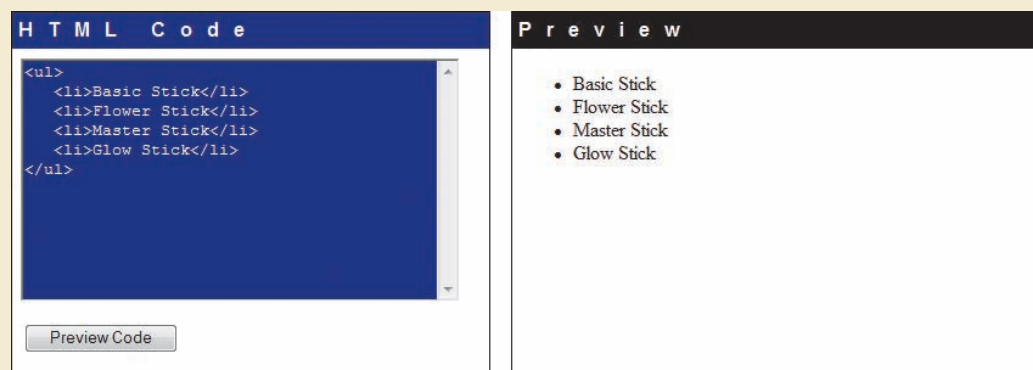 HTML Code
<ul>
<li>Basic Stick</li>
<li>Flower Stick</li>
<li>Master Stick</li>
<li>Glow Stick</li>
</ul>
Preview Code
Preview
• Basic Stick
• Flower Stick
• Master Stick
• Glow Stick